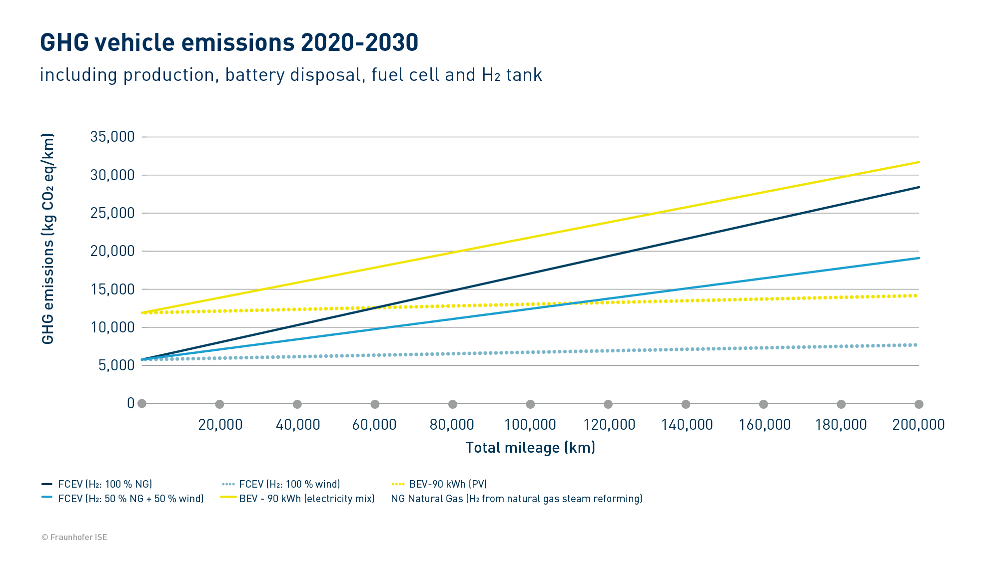 GHG vehicle emissions 2020-2030
including production, battery disposal, fuel cell and H₂ tank
GHG emissions (kg CO₂ eq/km)
35,000
30,000
25,000
20,000
15,000
10,000
5,000
0
20,000 40,000 60,000 80,000 100,000 120,000 140,000 160,000 180,000 200,000
Total mileage (km)
FCEV (H₂: 100 % NG) FCEV (H₂: 100 % wind) BEV-90 kWh (PV)
FCEV (H₂: 50 % NG + 50 % wind) BEV - 90 kWh (electricity mix) NG Natural Gas (H₂ from natural gas steam reforming)
© Fraunhofer ISE